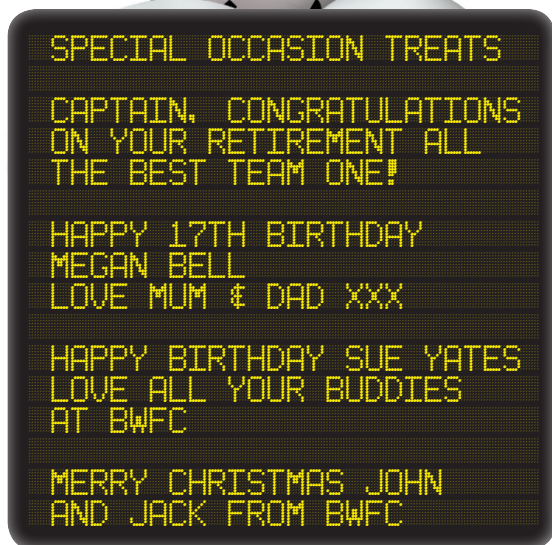 SPECIAL OCCASION TREATS
CAPTAIN. CONGRATULATIONS
ON YOUR RETIREMENT ALL
THE BEST TEAM ONE!
HAPPY 17TH BIRTHDAY
MEGAN BELL
LOVE MUM & DAD XXX
HAPPY BIRTHDAY SUE YATES
LOVE ALL YOUR BUDDIES
AT BWFC
MERRY CHRISTMAS JOHN
AND JACK FROM BWFC